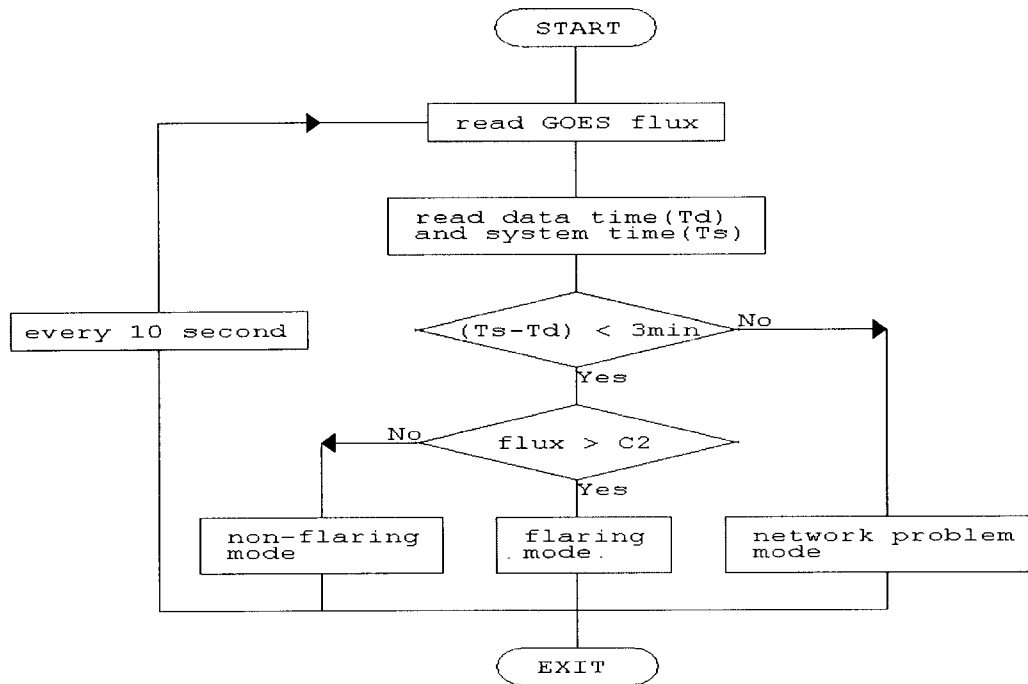 START
read GOES flux
read data time(Td)
and system time(Ts)
every 10 second
(Ts-Td) < 3min
No
Yes
No
flux > C2
Yes
non-flaring
mode
flaring
mode.
network problem
mode
EXIT